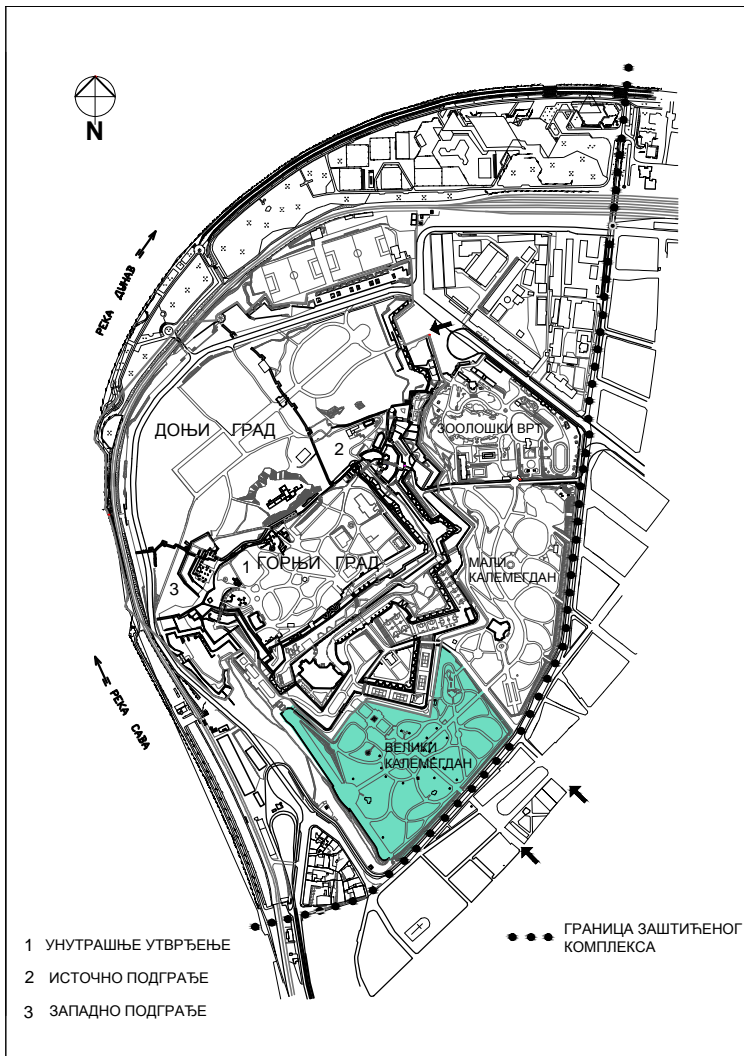 N
РЕКА ДУНАВ
ДОЊИ ГРАД
2
ЗООЛОШКИ ВРТ
1 ГОРЊИ ГРАД
3
МАЛИ
КАЛЕМЕГДАН
РЕКА САВА
ВЕЛИКИ
КАЛЕМЕГДАН
1 УНУТРАШЊЕ УТВРЂЕЊЕ
2 ИСТОЧНО ПОДГРАЂЕ
3 ЗАПАДНО ПОДГРАЂЕ
ГРАНИЦА ЗАШТИЋЕНОГ
КОМПЛЕКСА